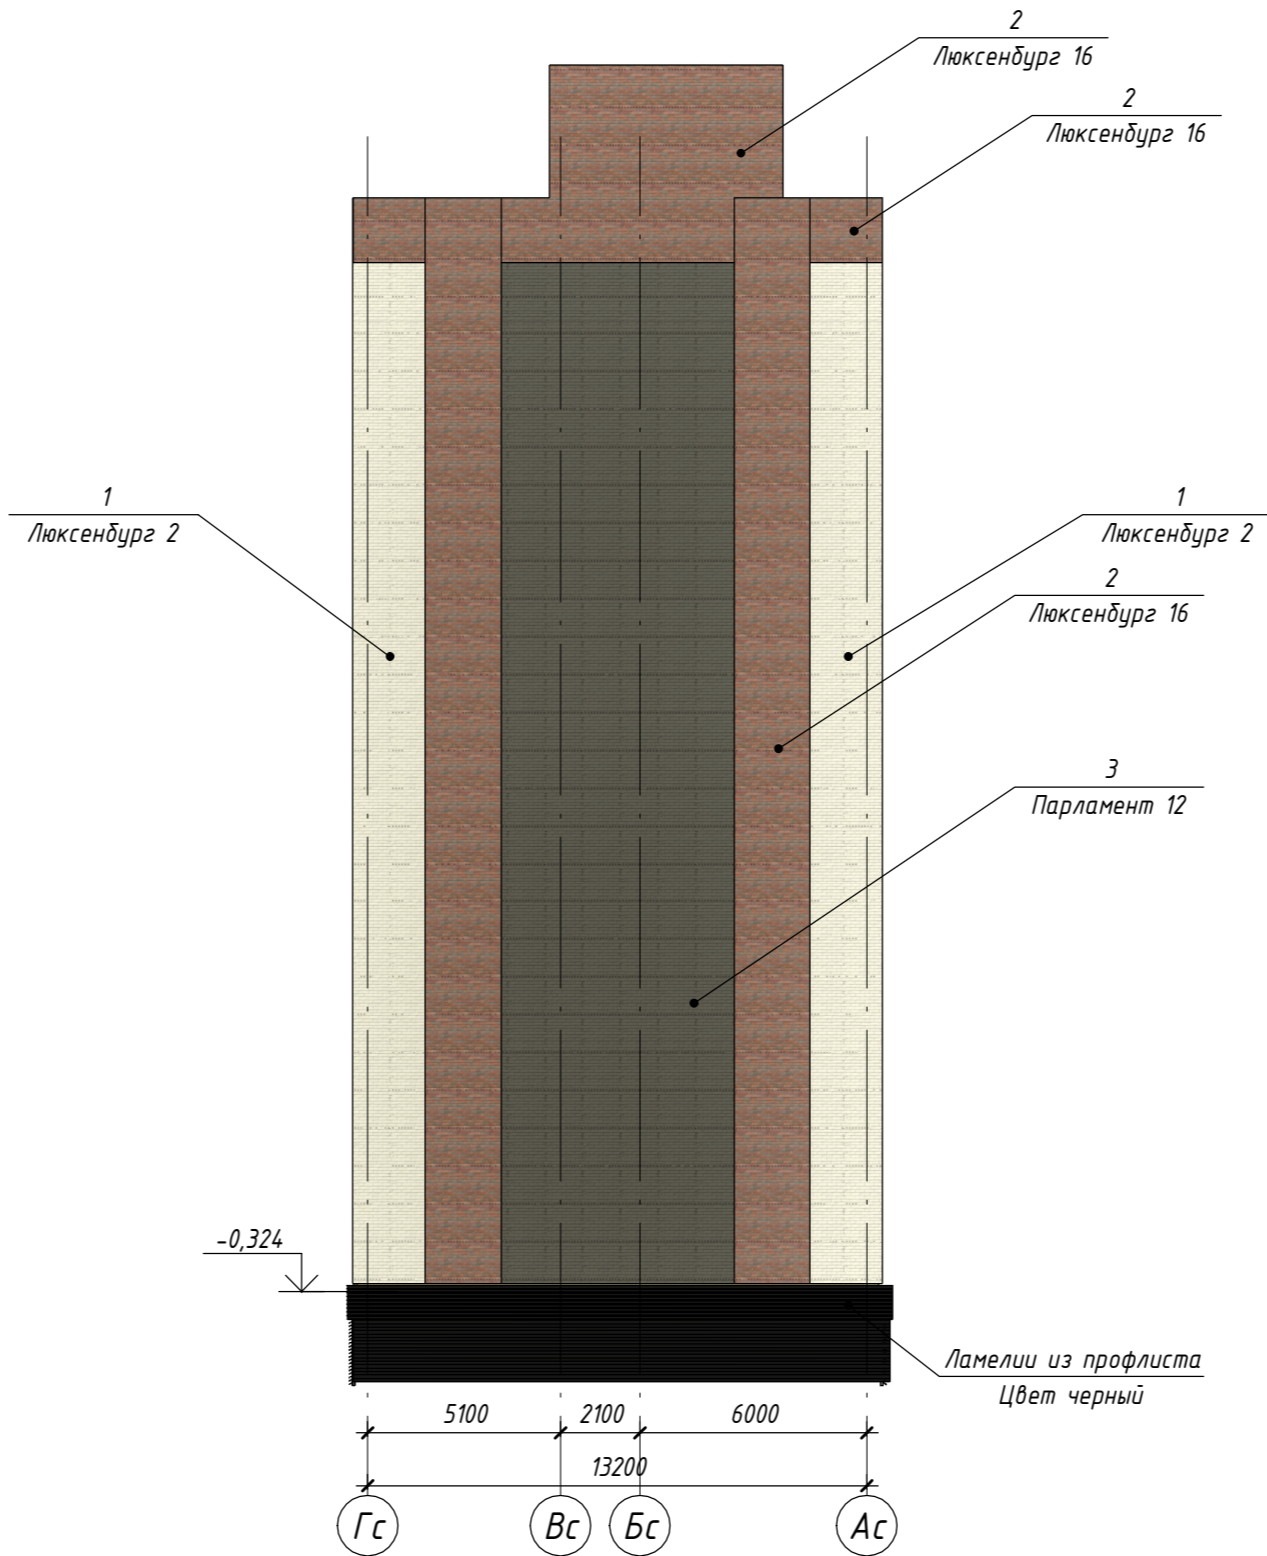 2
Люксенбург 16
2
Люксенбург 16
1
Люксенбург 2
1
Люксенбург 2
2
Люксенбург 16
3
Парламент 12
-0,324
Ламелии из профлиста
Цвет черный
5100
2100
6000
13200
Гс
Вс
Бс
Ас